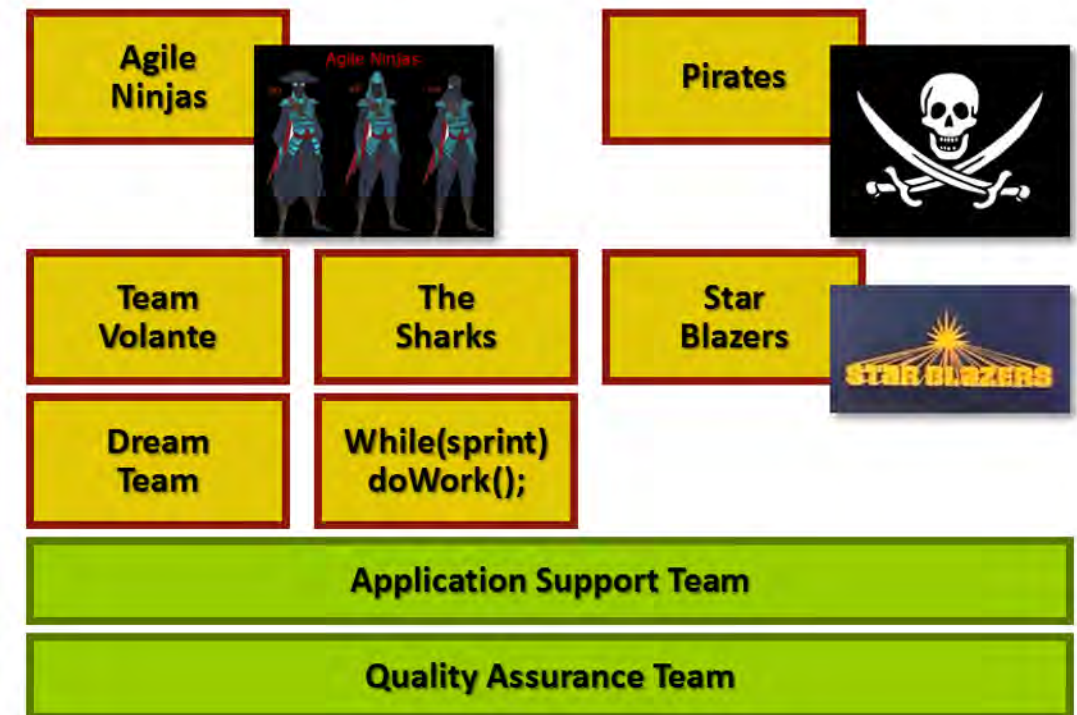 Agile
Ninjas
Agile Ninjas
Pirates
Team
Volante
The
Sharks
Star
Blazers
STAR BLAZERS
Dream
Team
While(sprint)
doWork();
Application Support Team
Quality Assurance Team